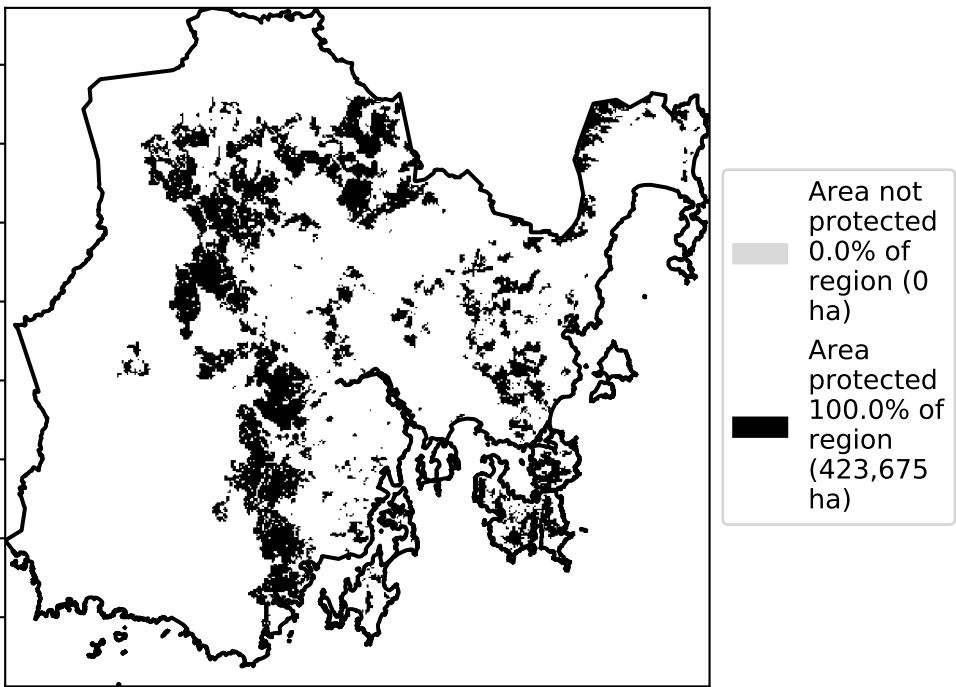 Area not
protected
0.0% of
region (0
ha)
Area
protected
100.0% of
region
(423,675
ha)